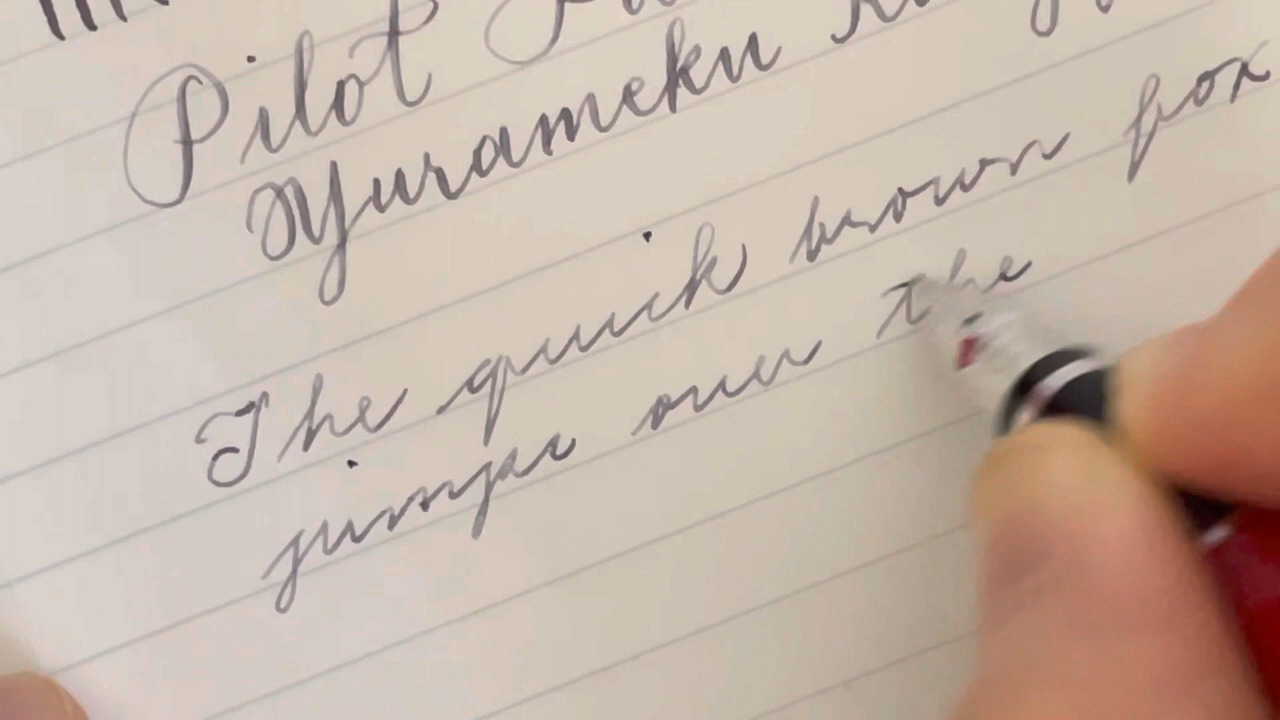 Pilot
Yurameku
The quick brown fox
jumps over the